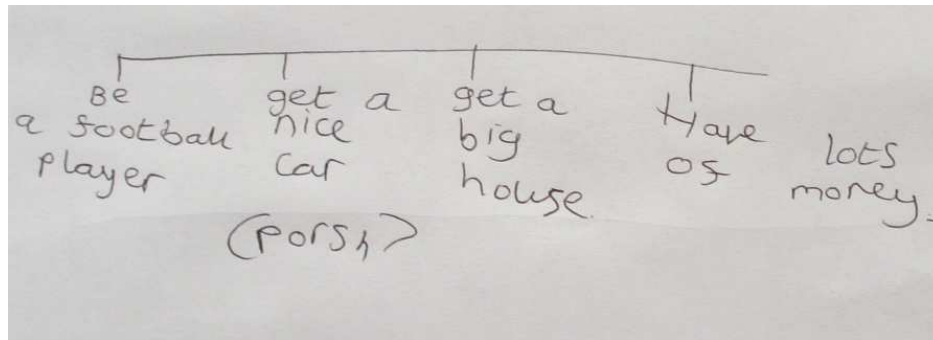 Be
a football
player
get a
nice
car
(porsh)
get a
big
house.
Have lots
of money.